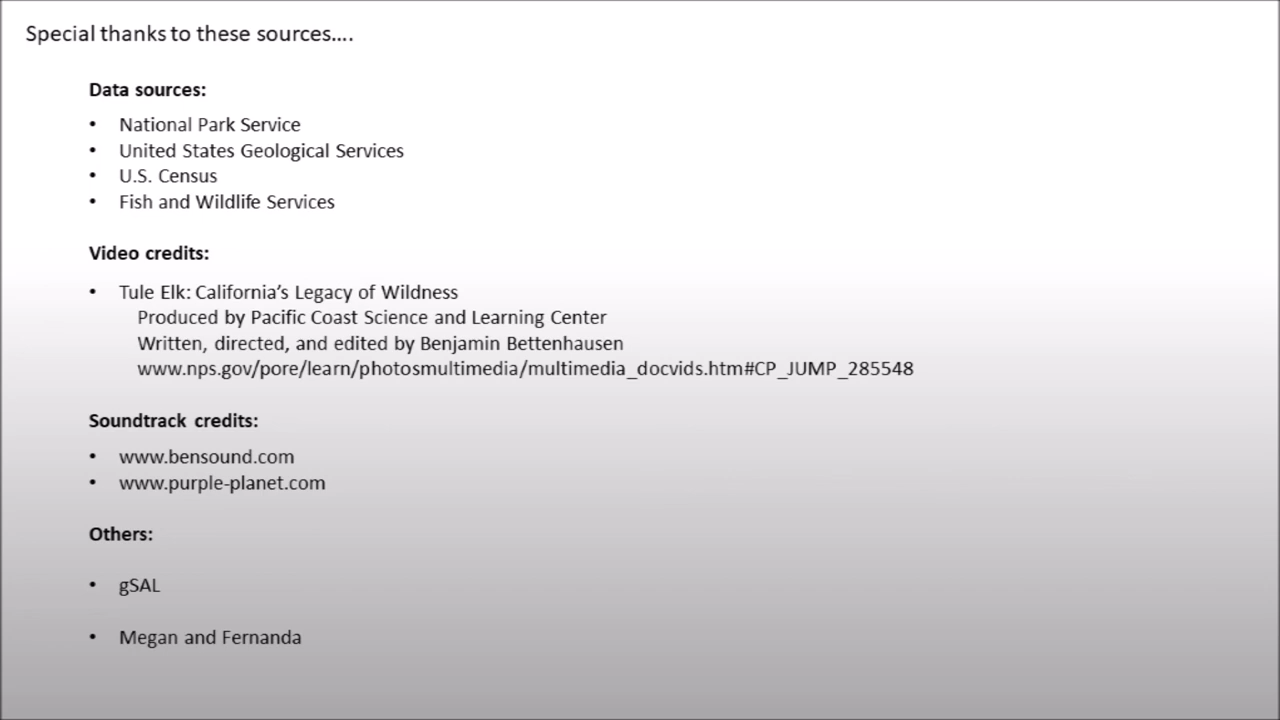 Special thanks to these sources....
Data sources:
• National Park Service
• United States Geological Services
• U.S. Census
• Fish and Wildlife Services
Video credits:
• Tule Elk: California’s Legacy of Wildness
Produced by Pacific Coast Science and Learning Center
Written, directed, and edited by Benjamin Bettenhausen
www.nps.gov/pore/learn/photosmultimedia/multimedia_docvids.htm#CP_JUMP_285548
Soundtrack credits:
• www.bensound.com
• www.purple-planet.com
Others:
• gSAL
• Megan and Fernanda